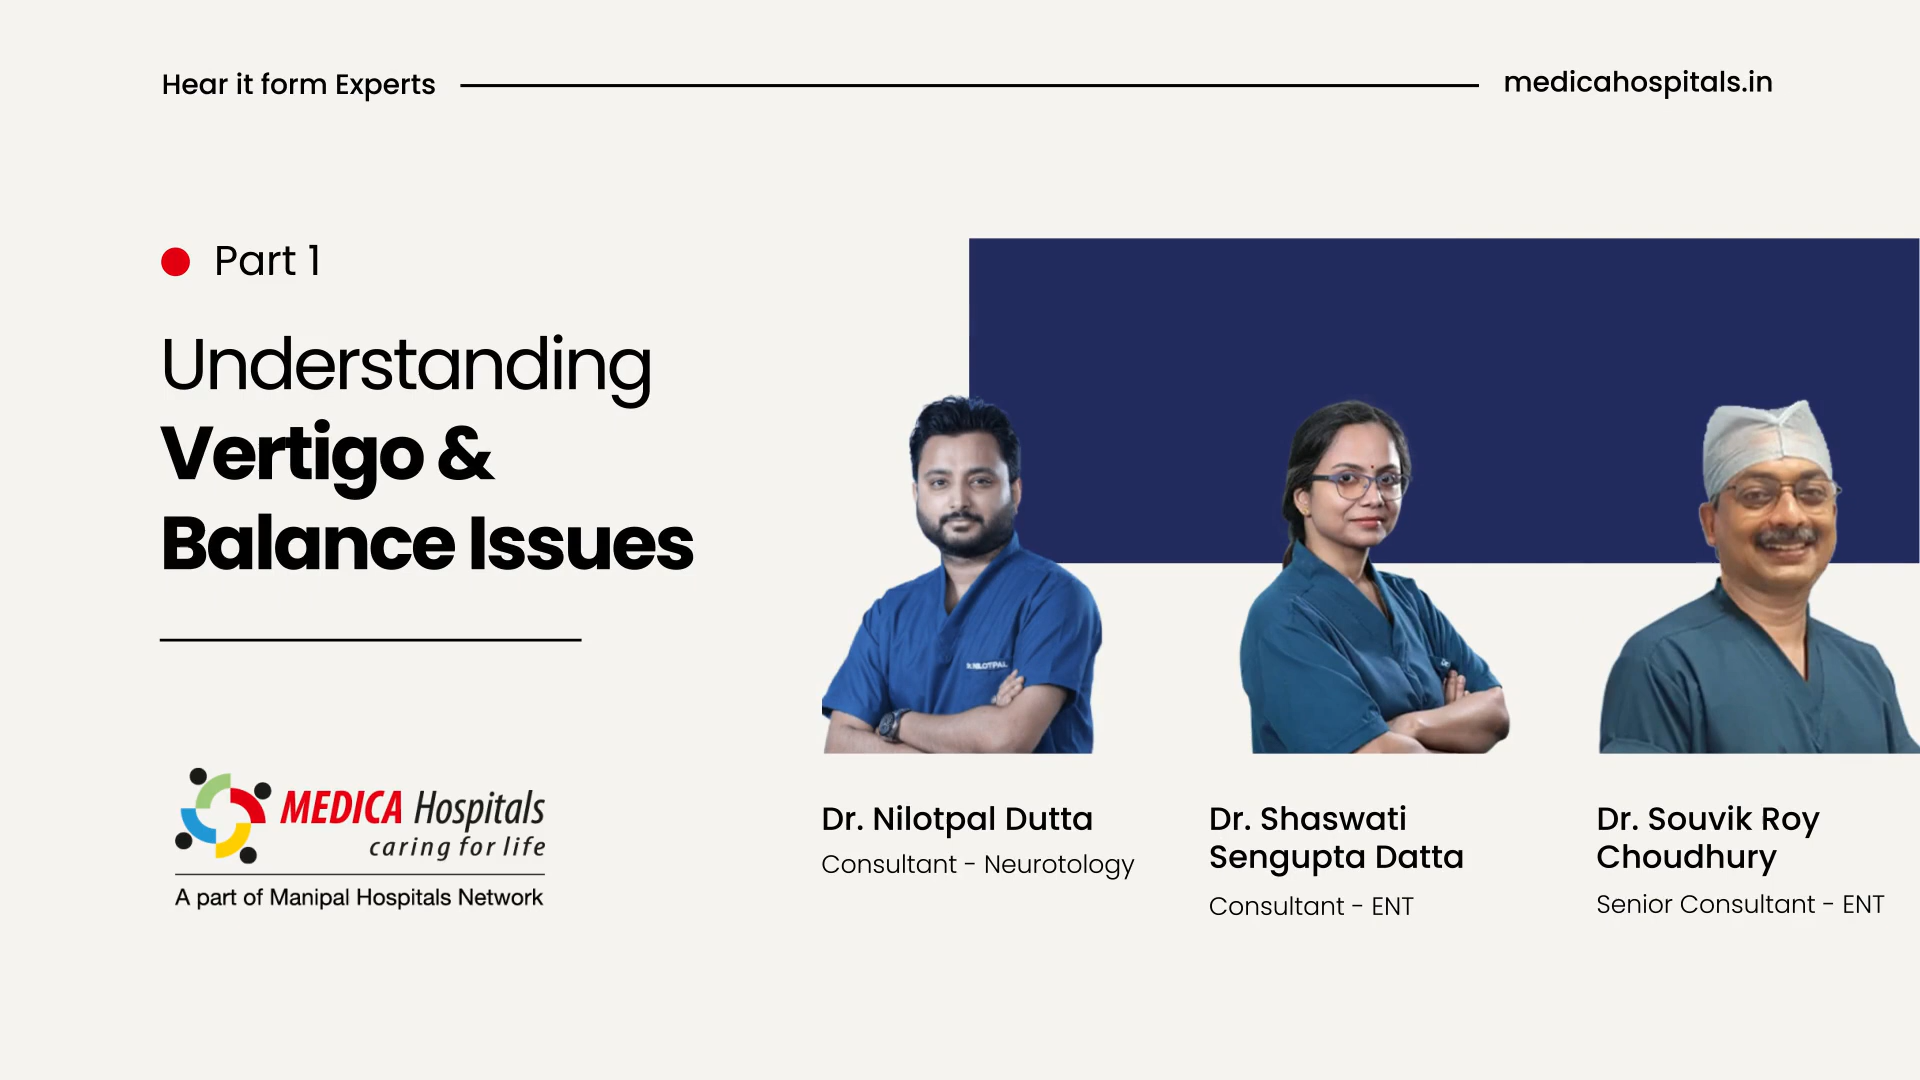 Hear it form Experts
medicahospitals.in
Part 1
Understanding
Vertigo &
Balance Issues
MEDICA Hospitals
caring for life
A part of Manipal Hospitals Network
Dr. NILOTPAL
Dr. Nilotpal Dutta
Consultant - Neurotology
Dr. Shaswati
Sengupta Datta
Consultant - ENT
Dr. Souvik Roy
Choudhury
Senior Consultant - ENT